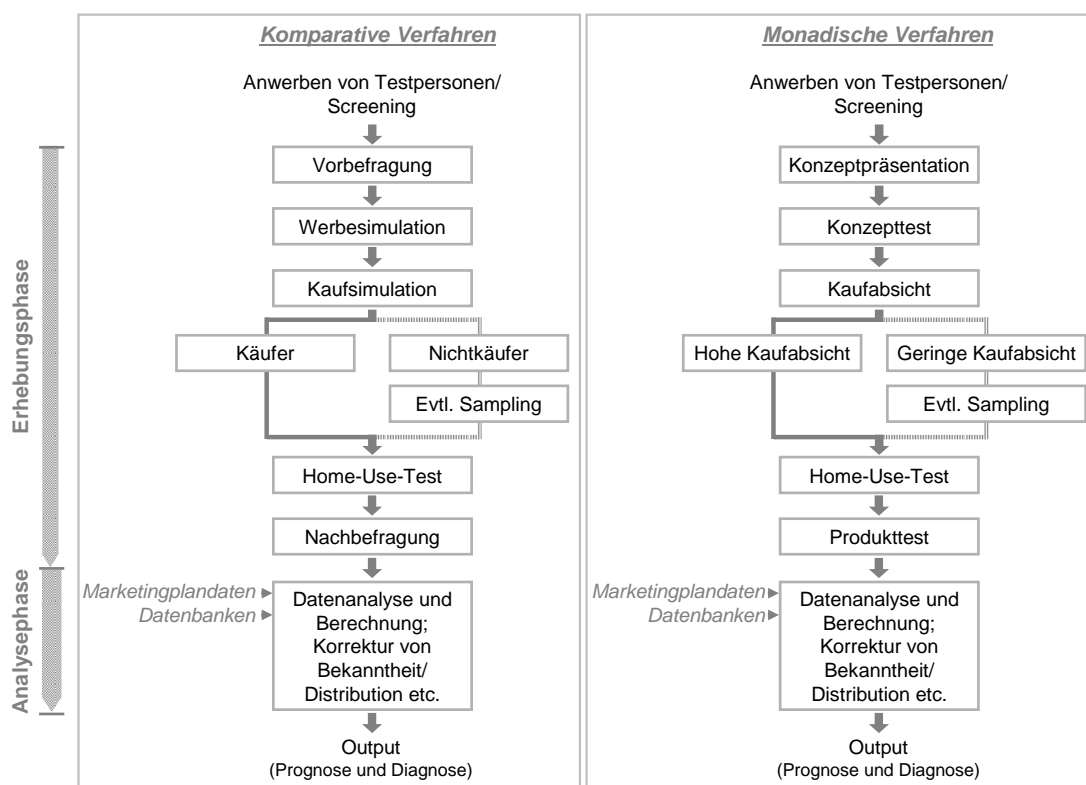 Komparative Verfahren
Anwerben von Testpersonen/
Screening
Vorbefragung
Werbesimulation
Kaufsimulation
Käufer
Nichtkäufer
Evtl. Sampling
Home-Use-Test
Nachbefragung
Marketingplandaten
Datenbanken
Datenanalyse und
Berechnung;
Korrektur von
Bekanntheit/
Distribution etc.
Output
(Prognose und Diagnose)
Monadische Verfahren
Anwerben von Testpersonen/
Screening
Konzeptpräsentation
Konzepttest
Kaufabsicht
Hohe Kaufabsicht
Geringe Kaufabsicht
Evtl. Sampling
Home-Use-Test
Produkttest
Marketingplandaten
Datenbanken
Datenanalyse und
Berechnung;
Korrektur von
Bekanntheit/
Distribution etc.
Output
(Prognose und Diagnose)
Erhebungsphase
Analysephase